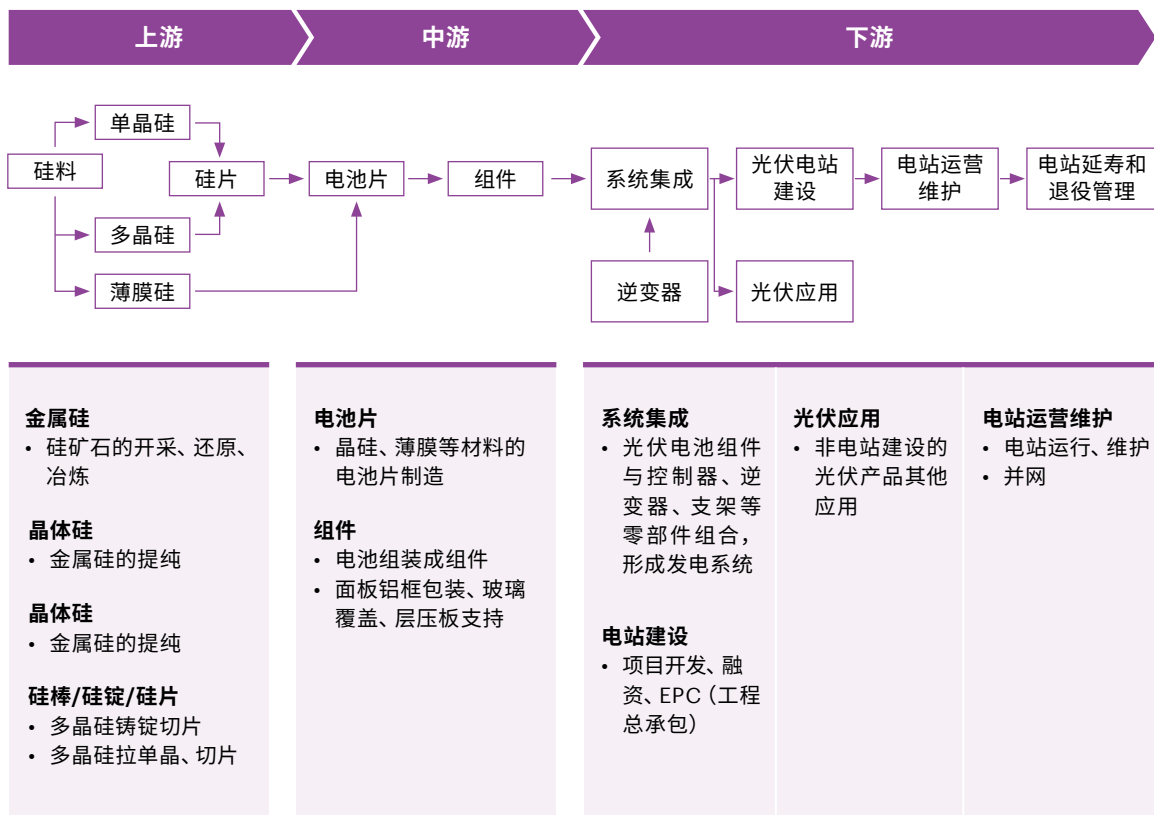 上游
中游
下游
单晶硅
硅料
硅片
多晶硅
薄膜硅
电池片
组件
系统集成
逆变器
光伏电站
建设
光伏应用
电站运营
维护
电站延寿和
退役管理
金属硅
• 硅矿石的开采、还原、
冶炼
晶体硅
• 金属硅的提纯
晶体硅
• 金属硅的提纯
硅棒/硅锭/硅片
• 多晶硅铸锭切片
• 多晶硅拉单晶、切片
电池片
• 晶硅、薄膜等材料的
电池片制造
组件
• 电池组装成组件
• 面板铝框包装、玻璃
覆盖、层压板支持
系统集成
• 光伏电池组件
与控制器、逆
变器、支架等
零部件组合，
形成发电系统
电站建设
• 项目开发、融
资、EPC（工程
总承包）
光伏应用
• 非电站建设的
光伏产品其他
应用
电站运营维护
• 电站运行、维护
• 并网